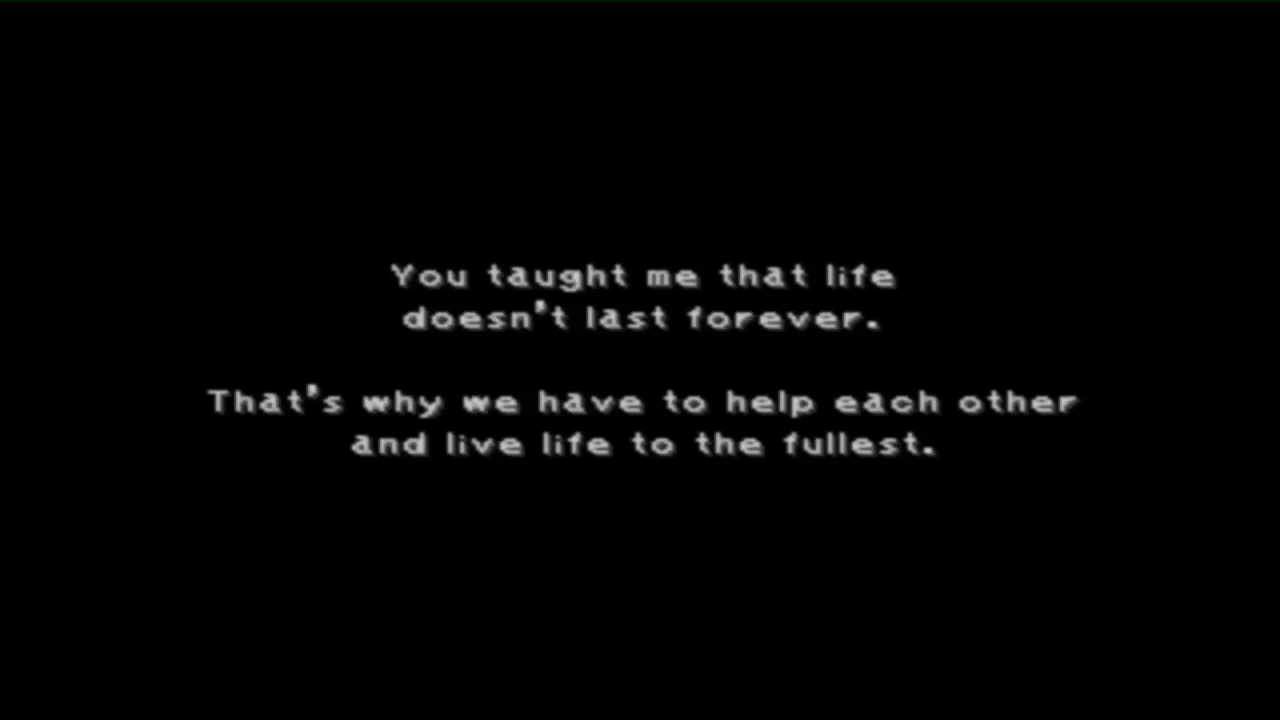 You taught me that life
doesn't last forever.
That's why we have to help each other
and live life to the fullest.